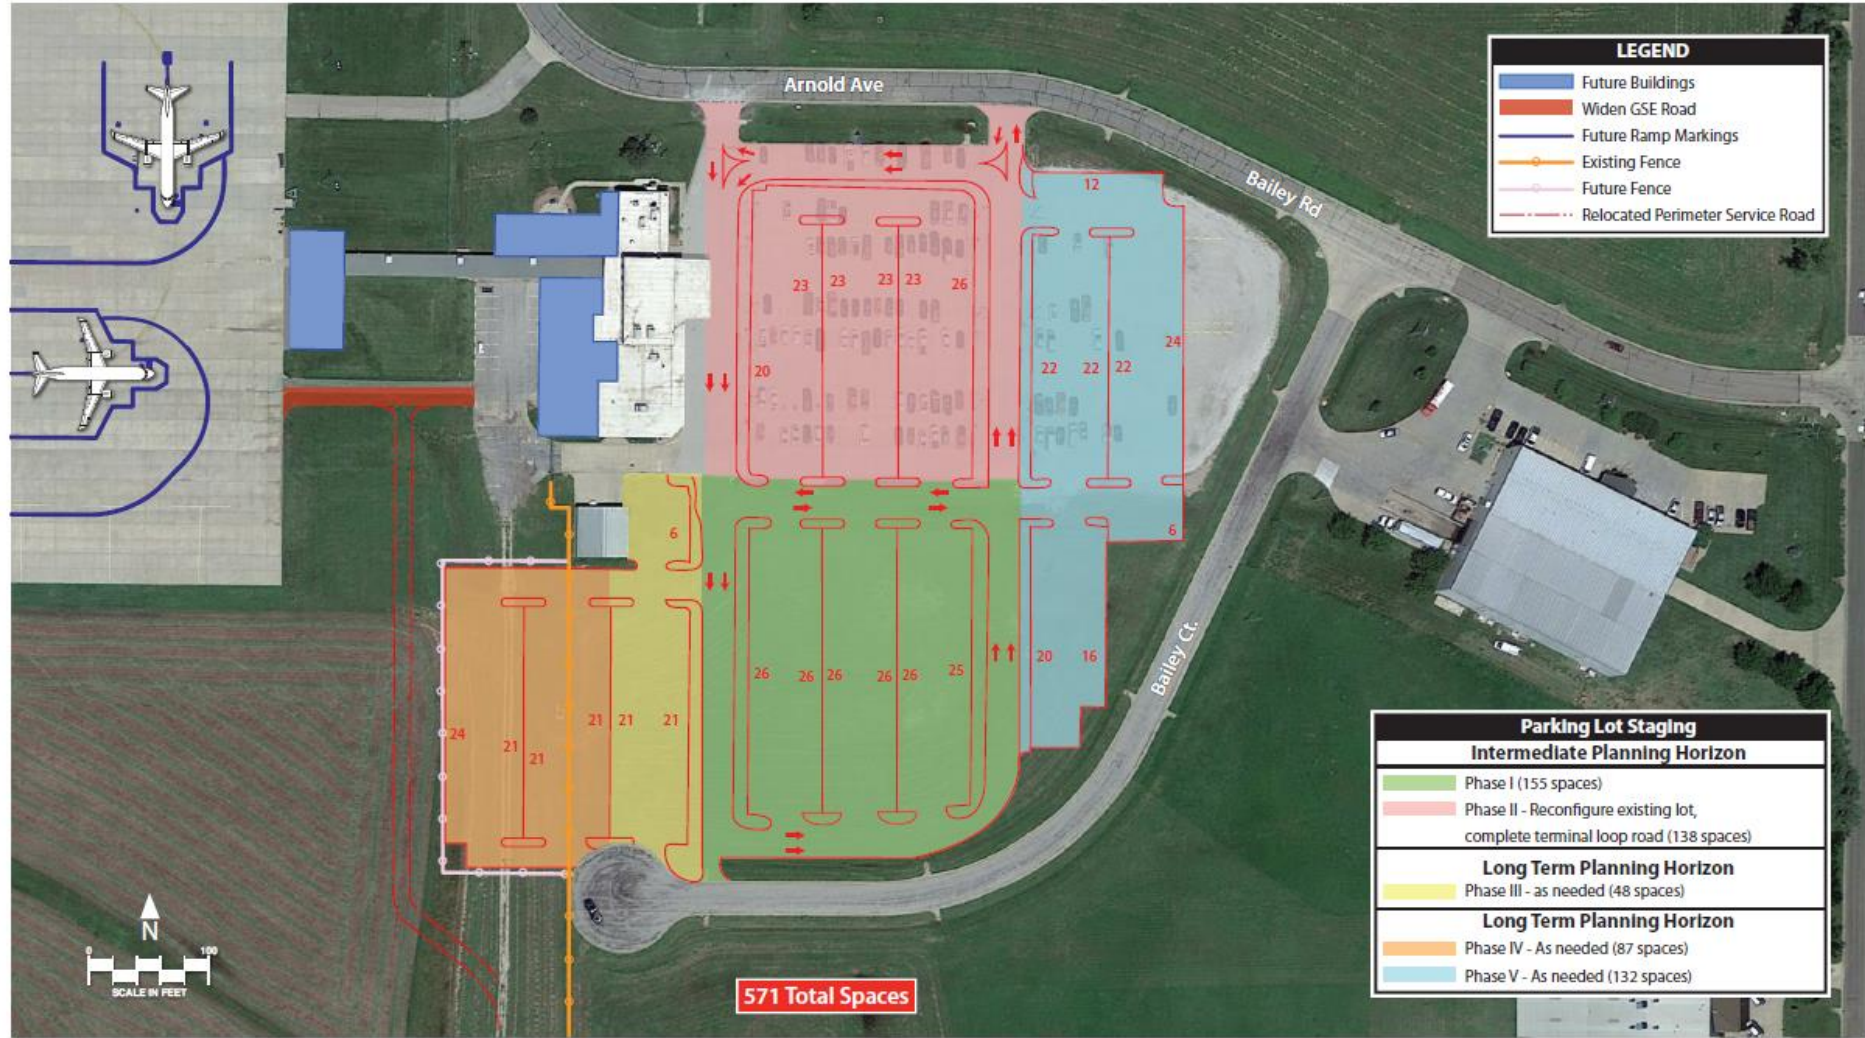 Arnold Ave
Bailey Rd
Bailey Ct.
LEGEND
Future Buildings
Widen GSE Road
Future Ramp Markings
Existing Fence
Future Fence
Relocated Perimeter Service Road
12
23 23 23 23 26
20
22 22 22
24
6
6
26 26 26 26 26 25
20 16
24 21 21 21 21 21
Parking Lot Staging
Intermediate Planning Horizon
Phase I (155 spaces)
Phase II - Reconfigure existing lot,
complete terminal loop road (138 spaces)
Long Term Planning Horizon
Phase III - as needed (48 spaces)
Long Term Planning Horizon
Phase IV - As needed (87 spaces)
Phase V - As needed (132 spaces)
N
0 100
SCALE IN FEET
571 Total Spaces